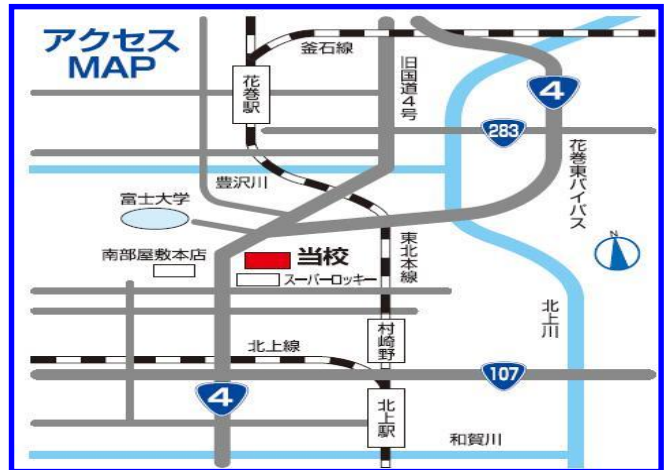 アクセス
MAP
釜石線
花巻駅
旧国道4号
4
283
花巻東バイパス
豊沢川
富士大学
南部屋敷本店
当校
スーパーロッキー
東北本線
N
北上川
村崎野
北上線
107
4
北上駅
和賀川